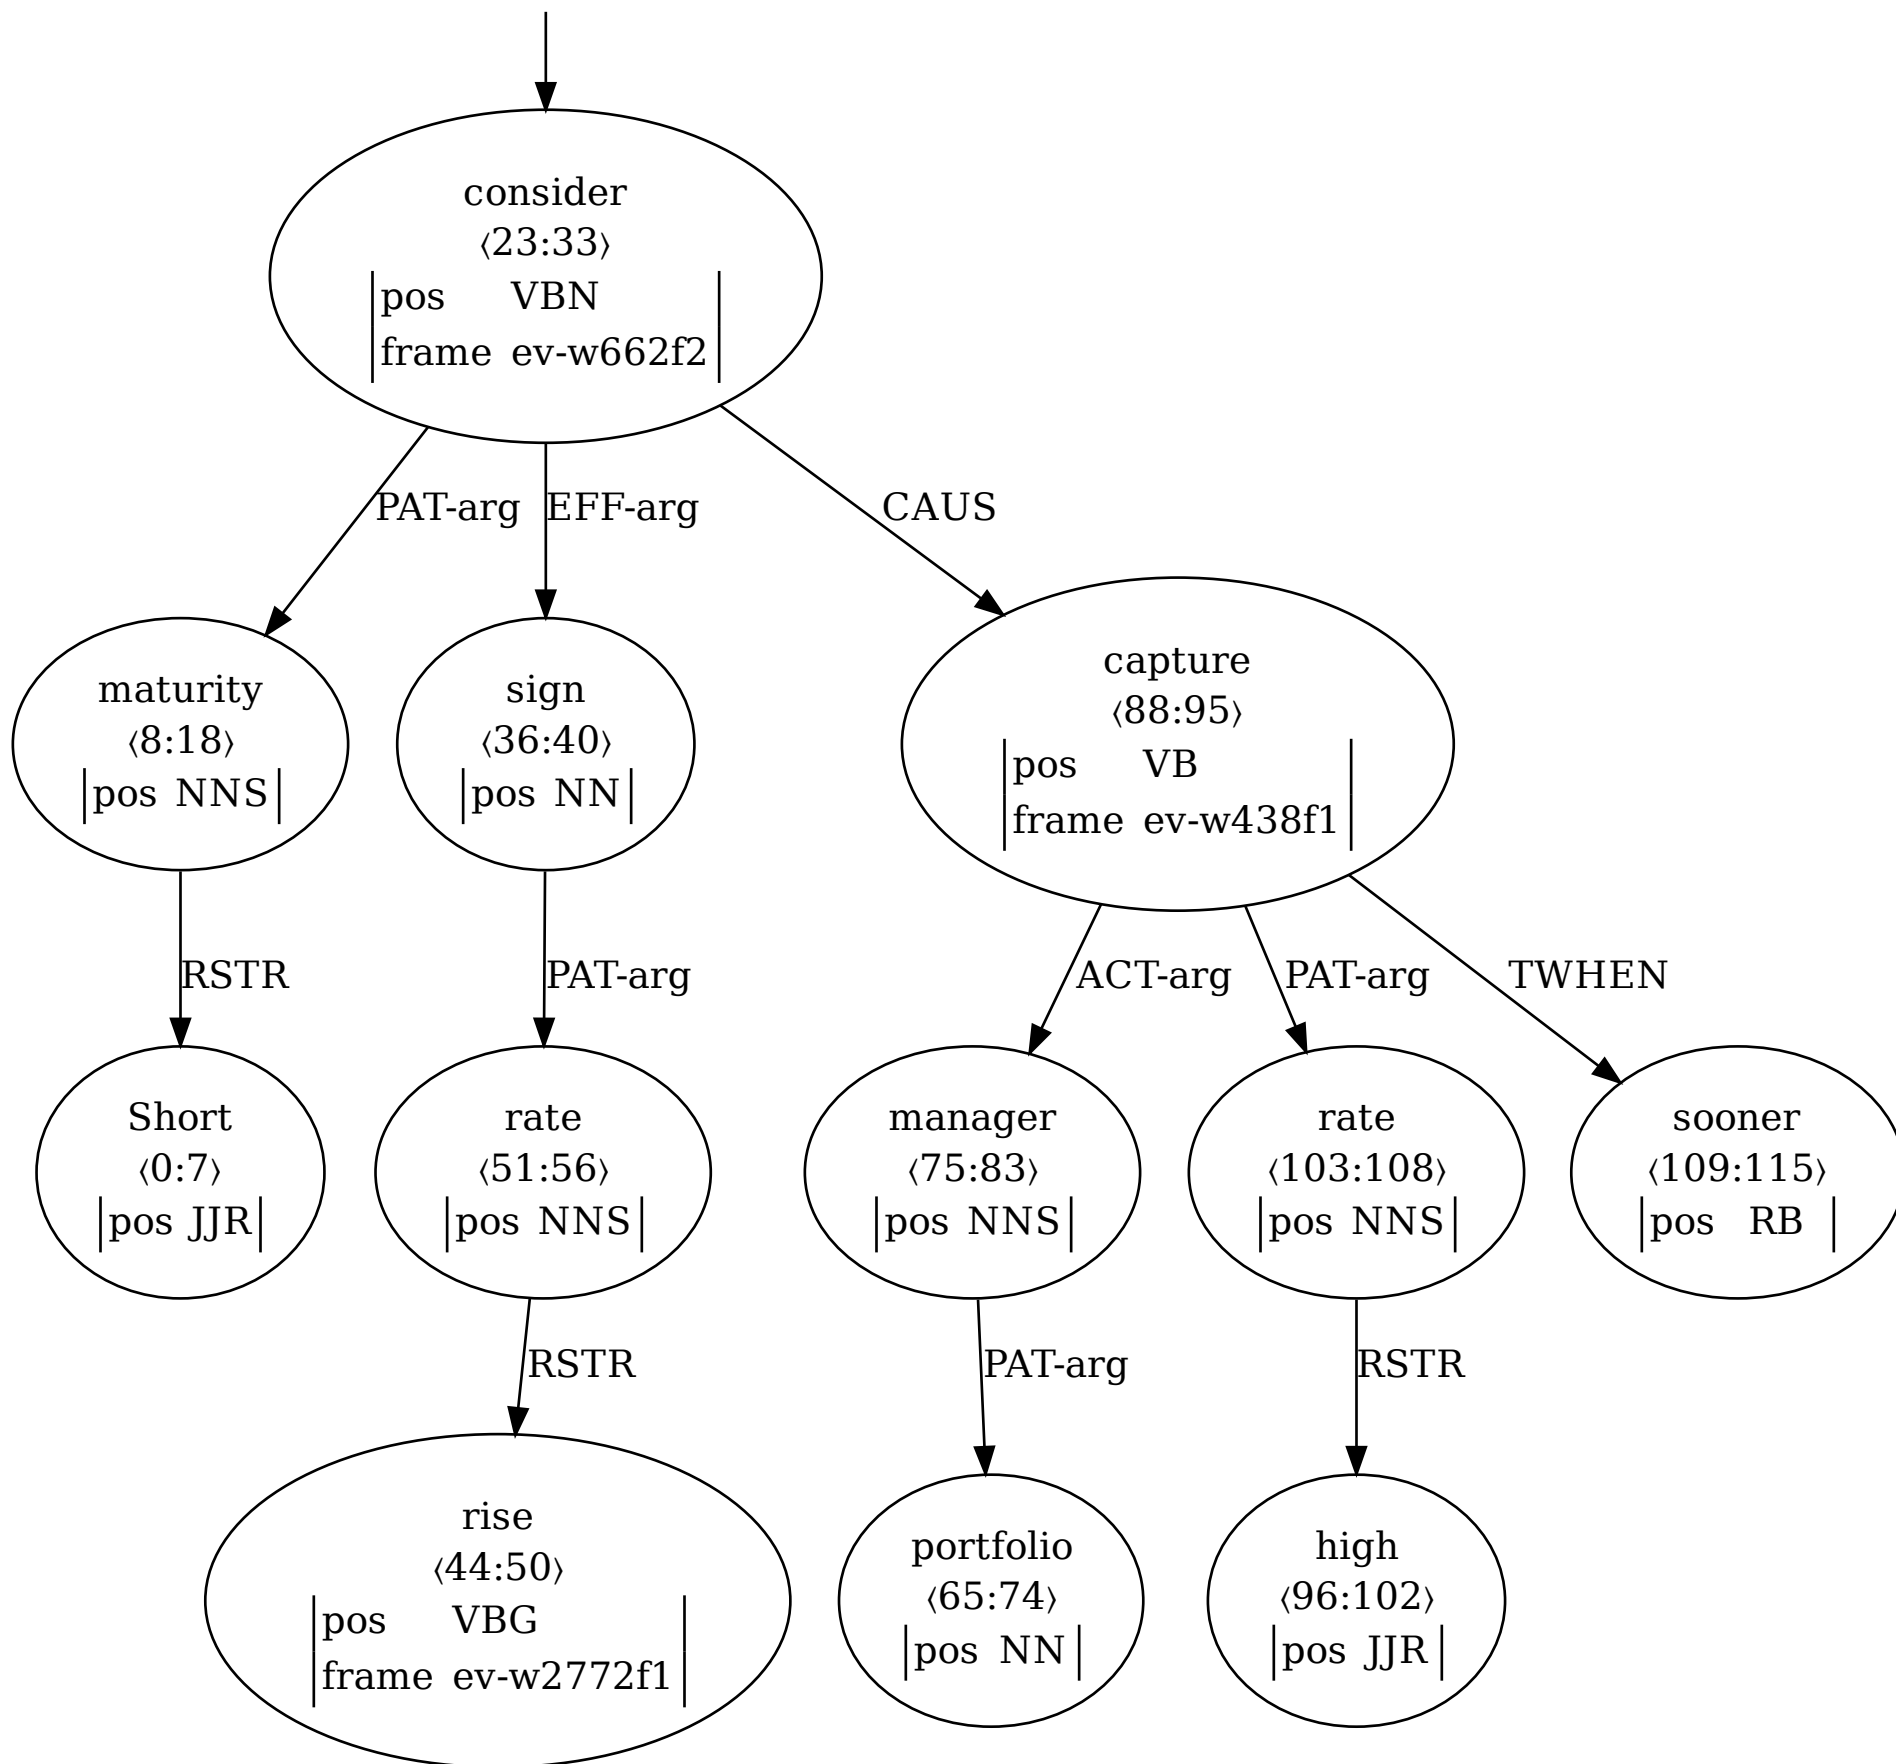 consider
⟨23:33⟩
pos VBN
frame ev-w662f2
PAT-arg
EFF-arg
CAUS
maturity
⟨8:18⟩
pos NNS
sign
⟨36:40⟩
pos NN
capture
⟨88:95⟩
pos VB
frame ev-w438f1
RSTR
PAT-arg
ACT-arg
PAT-arg
TWHEN
Short
⟨0:7⟩
pos JJR
rate
⟨51:56⟩
pos NNS
manager
⟨75:83⟩
pos NNS
rate
⟨103:108⟩
pos NNS
sooner
⟨109:115⟩
pos RB
RSTR
PAT-arg
RSTR
rise
⟨44:50⟩
pos VBG
frame ev-w2772f1
portfolio
⟨65:74⟩
pos NN
high
⟨96:102⟩
pos JJR